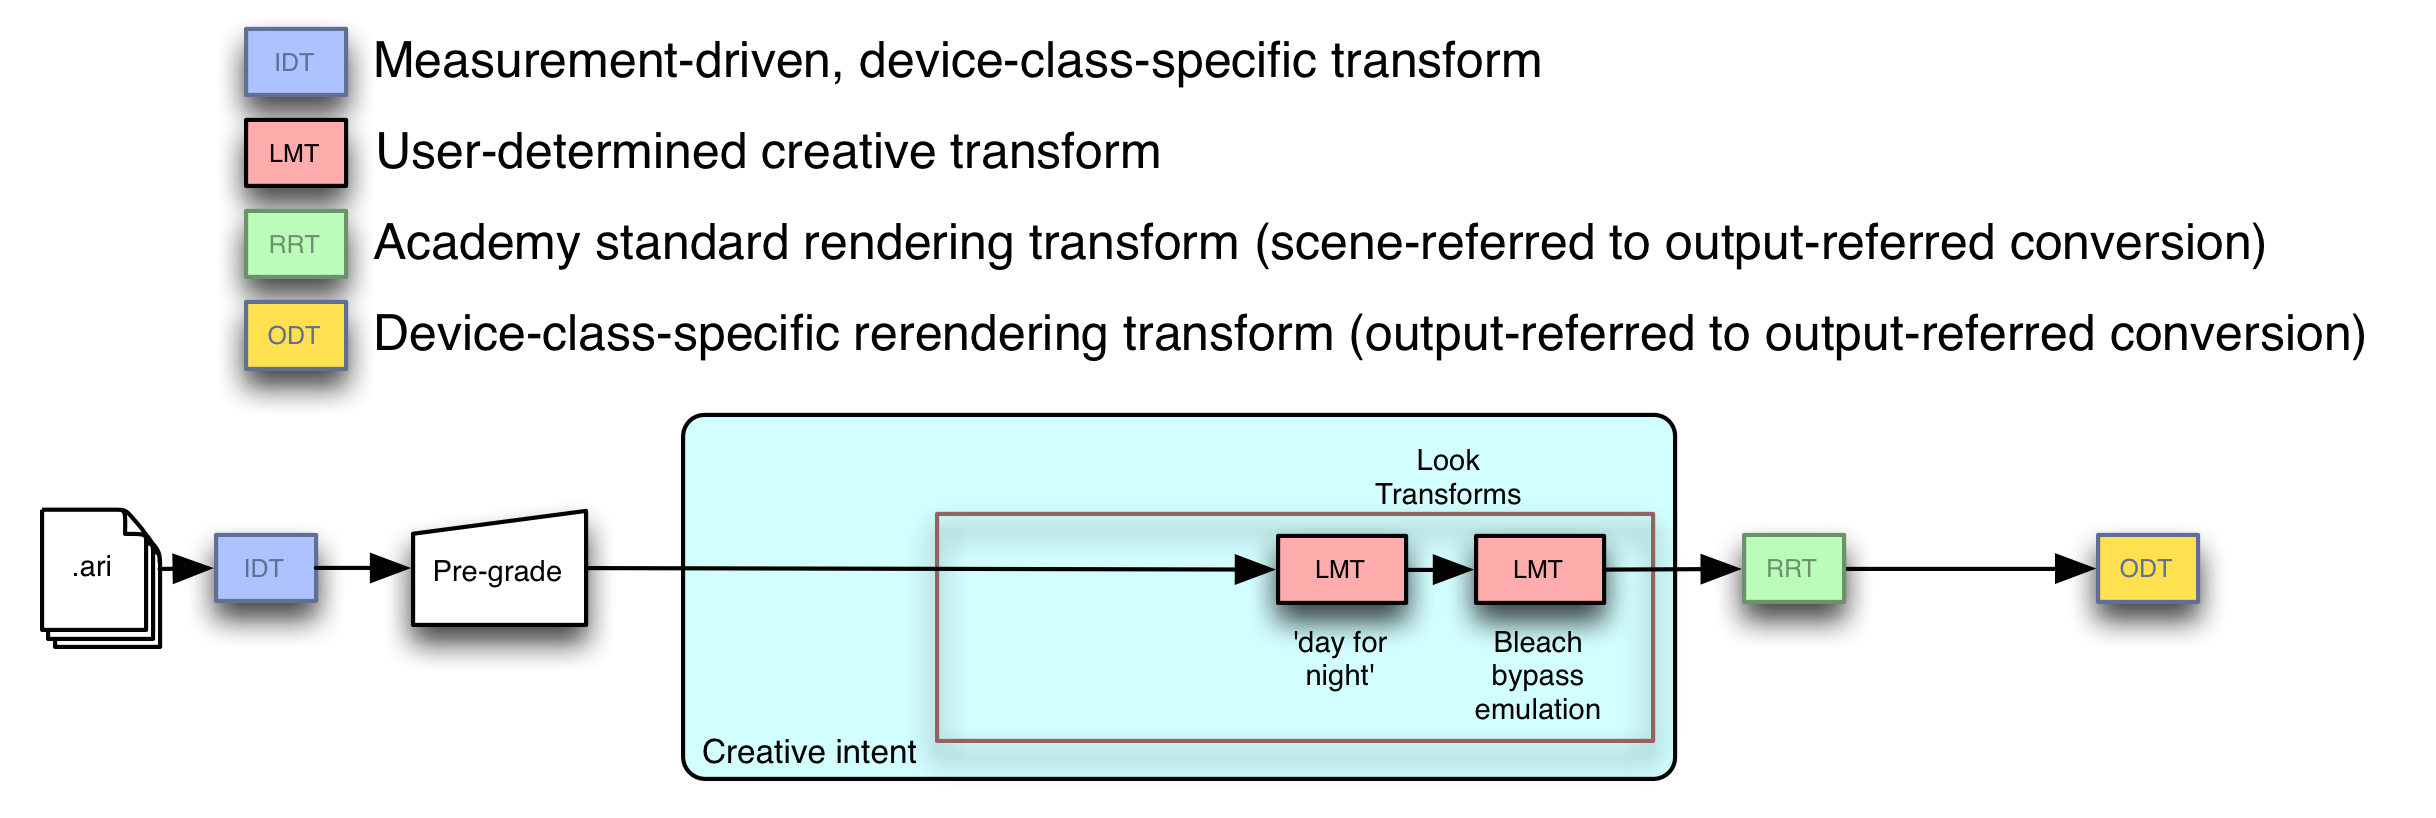 IDT Measurement-driven, device-class-specific transform
LMT User-determined creative transform
RRT Academy standard rendering transform (scene-referred to output-referred conversion)
ODT Device-class-specific rerendering transform (output-referred to output-referred conversion)
Look
Transforms
.ari IDT Pre-grade LMT LMT RRT ODT
'day for
night'
Bleach
bypass
emulation
Creative intent